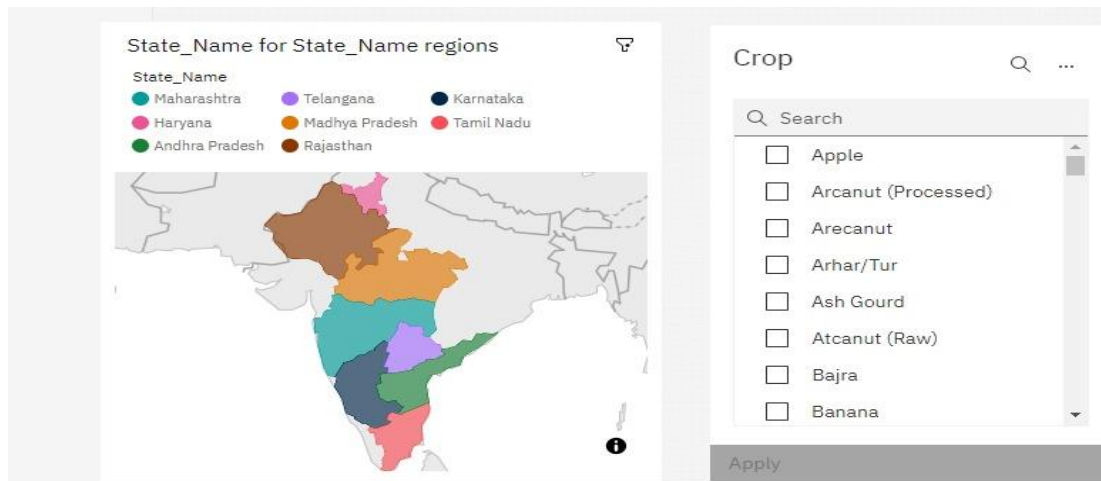 State_Name for State_Name regions
State_Name
Maharashtra Telangana Karnataka
Haryana Madhya Pradesh Tamil Nadu
Andhra Pradesh Rajasthan
Crop
...
Search
Apple
Arcanut (Processed)
Arecanut
Arhar/Tur
Ash Gourd
Atcanut (Raw)
Bajra
Banana
Apply